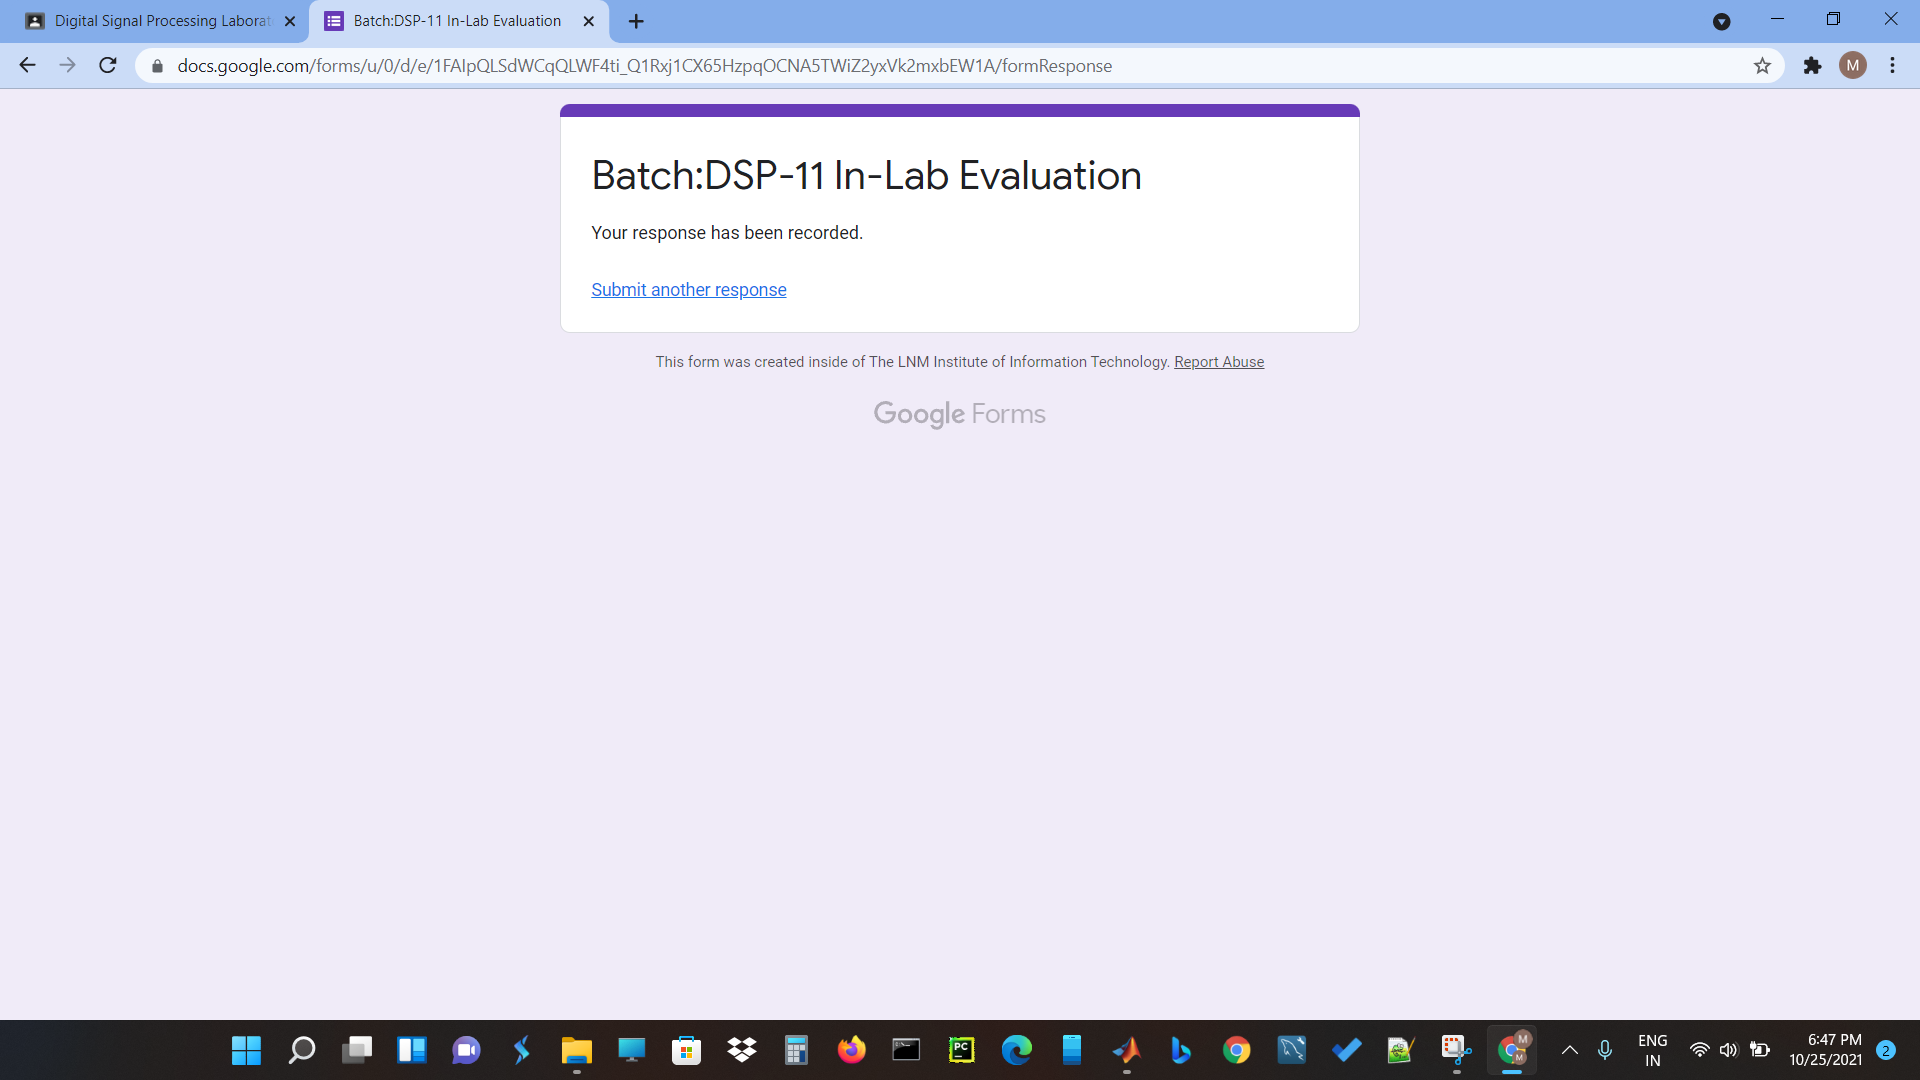 Digital Signal Processing Laborat
Batch:DSP-11 In-Lab Evaluation
docs.google.com/forms/u/0/d/e/1FAIpQLSdWCqQLWF4ti_Q1Rxj1CX65HzpqOCNA5TWiZ2yxVk2mxbEW1A/formResponse
M
Batch:DSP-11 In-Lab Evaluation
Your response has been recorded.
Submit another response
This form was created inside of The LNM Institute of Information Technology. Report Abuse
Google Forms
PC
M
M
ENG
IN
6:47 PM
10/25/2021
2